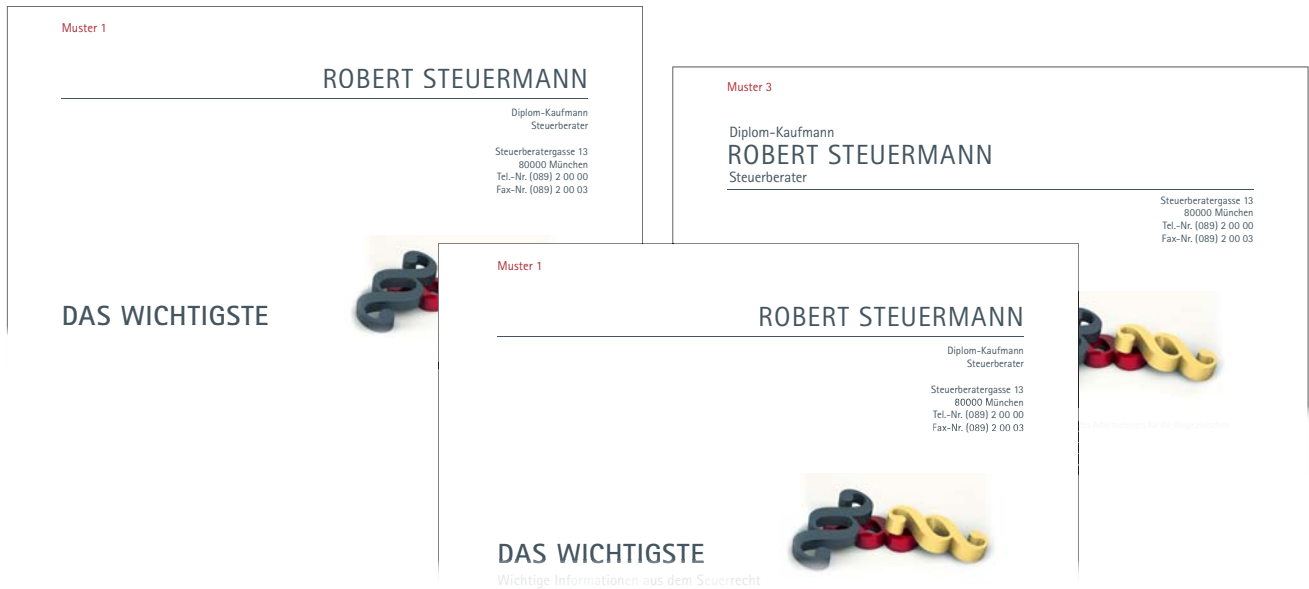 Muster 1
ROBERT STEUERMANN
Diplom-Kaufmann
Steuerberater
Steuerberatergasse 13
80000 München
Tel.-Nr. (089) 2 00 00
Fax-Nr. (089) 2 00 03
DAS WICHTIGSTE
Muster 3
Diplom-Kaufmann
ROBERT STEUERMANN
Steuerberater
Steuerberatergasse 13
80000 München
Tel.-Nr. (089) 2 00 00
Fax-Nr. (089) 2 00 03
Muster 1
ROBERT STEUERMANN
Diplom-Kaufmann
Steuerberater
Steuerberatergasse 13
80000 München
Tel.-Nr. (089) 2 00 00
Fax-Nr. (089) 2 00 03
DAS WICHTIGSTE
Wichtige Informationen aus dem Seuerrecht